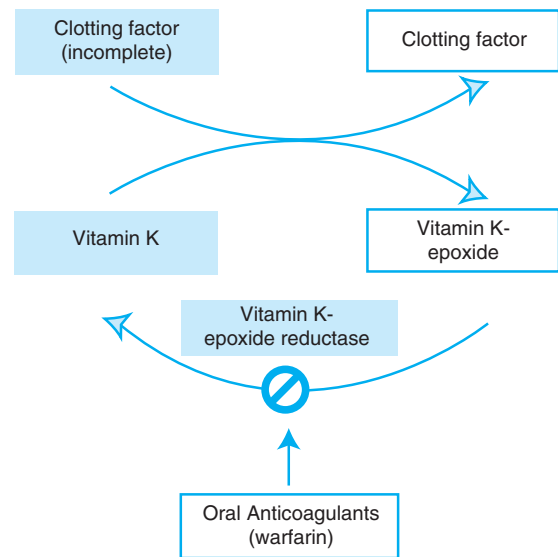 Clotting factor
(incomplete)
Clotting factor
Vitamin K
Vitamin K-
epoxide
Vitamin K-
epoxide reductase
Oral Anticoagulants
(warfarin)